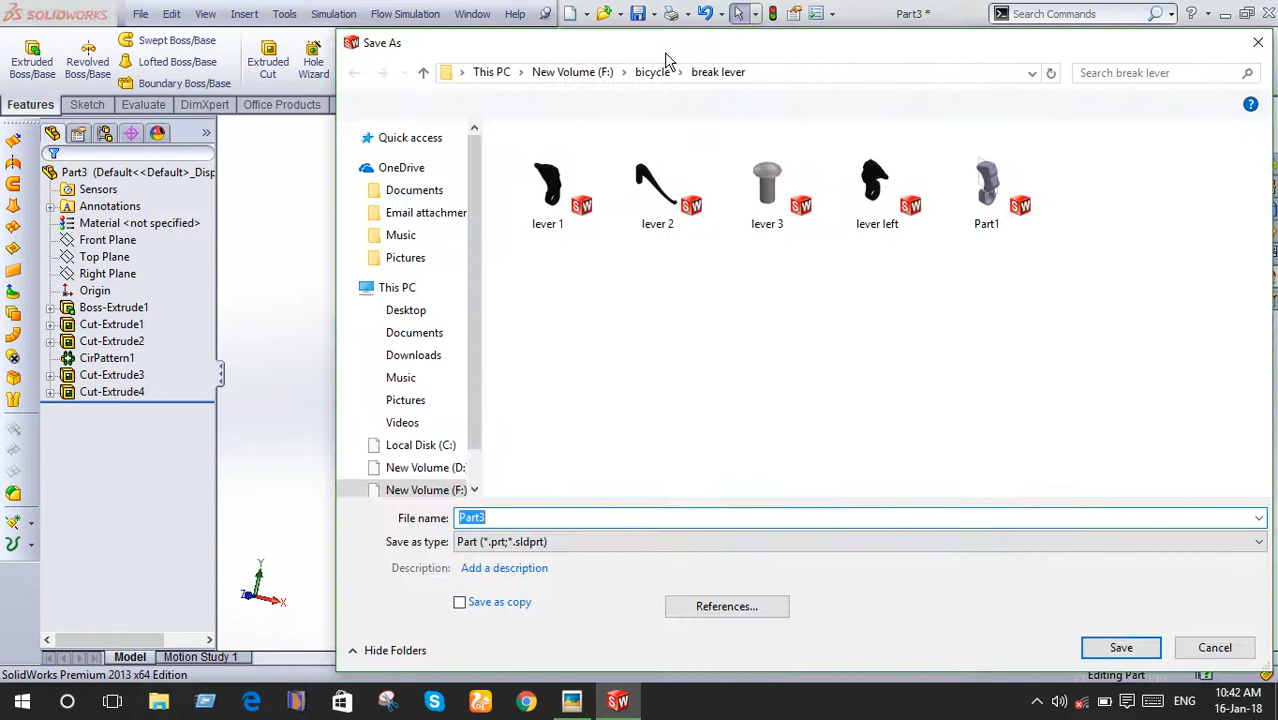 SOLIDWORKS File Edit View Insert Tools Simulation Flow Simulation Window Help Part3 * Search Commands
Extruded Boss/Base
Revolved Boss/Base
Swept Boss/Base
Lofted Boss/Base
Boundary Boss/Base
Extruded Cut
Hole Wizard
Features Sketch Evaluate DimXpert Office Products
Part3 (Default<<Default>_Disp
Sensors
Annotations
Material <not specified>
Front Plane
Top Plane
Right Plane
Origin
Boss-Extrude1
Cut-Extrude1
Cut-Extrude2
CirPattern1
Cut-Extrude3
Cut-Extrude4
Save As
This PC New Volume (F:) bicycle break lever
Search break lever
Quick access
OneDrive
Documents
Email attachmer
Music
Pictures
This PC
Desktop
Documents
Downloads
Music
Pictures
Videos
Local Disk (C:)
New Volume (D:
New Volume (F:)
lever 1 lever 2 lever 3 lever left Part1
File name: Part3
Save as type: Part (*.prt;*.sldprt)
Description: Add a description
Save as copy
References...
Hide Folders
Save Cancel
Y
Z X
Model Motion Study 1
SolidWorks Premium 2013 x64 Edition
Editing Part
10:42 AM
16-Jan-18